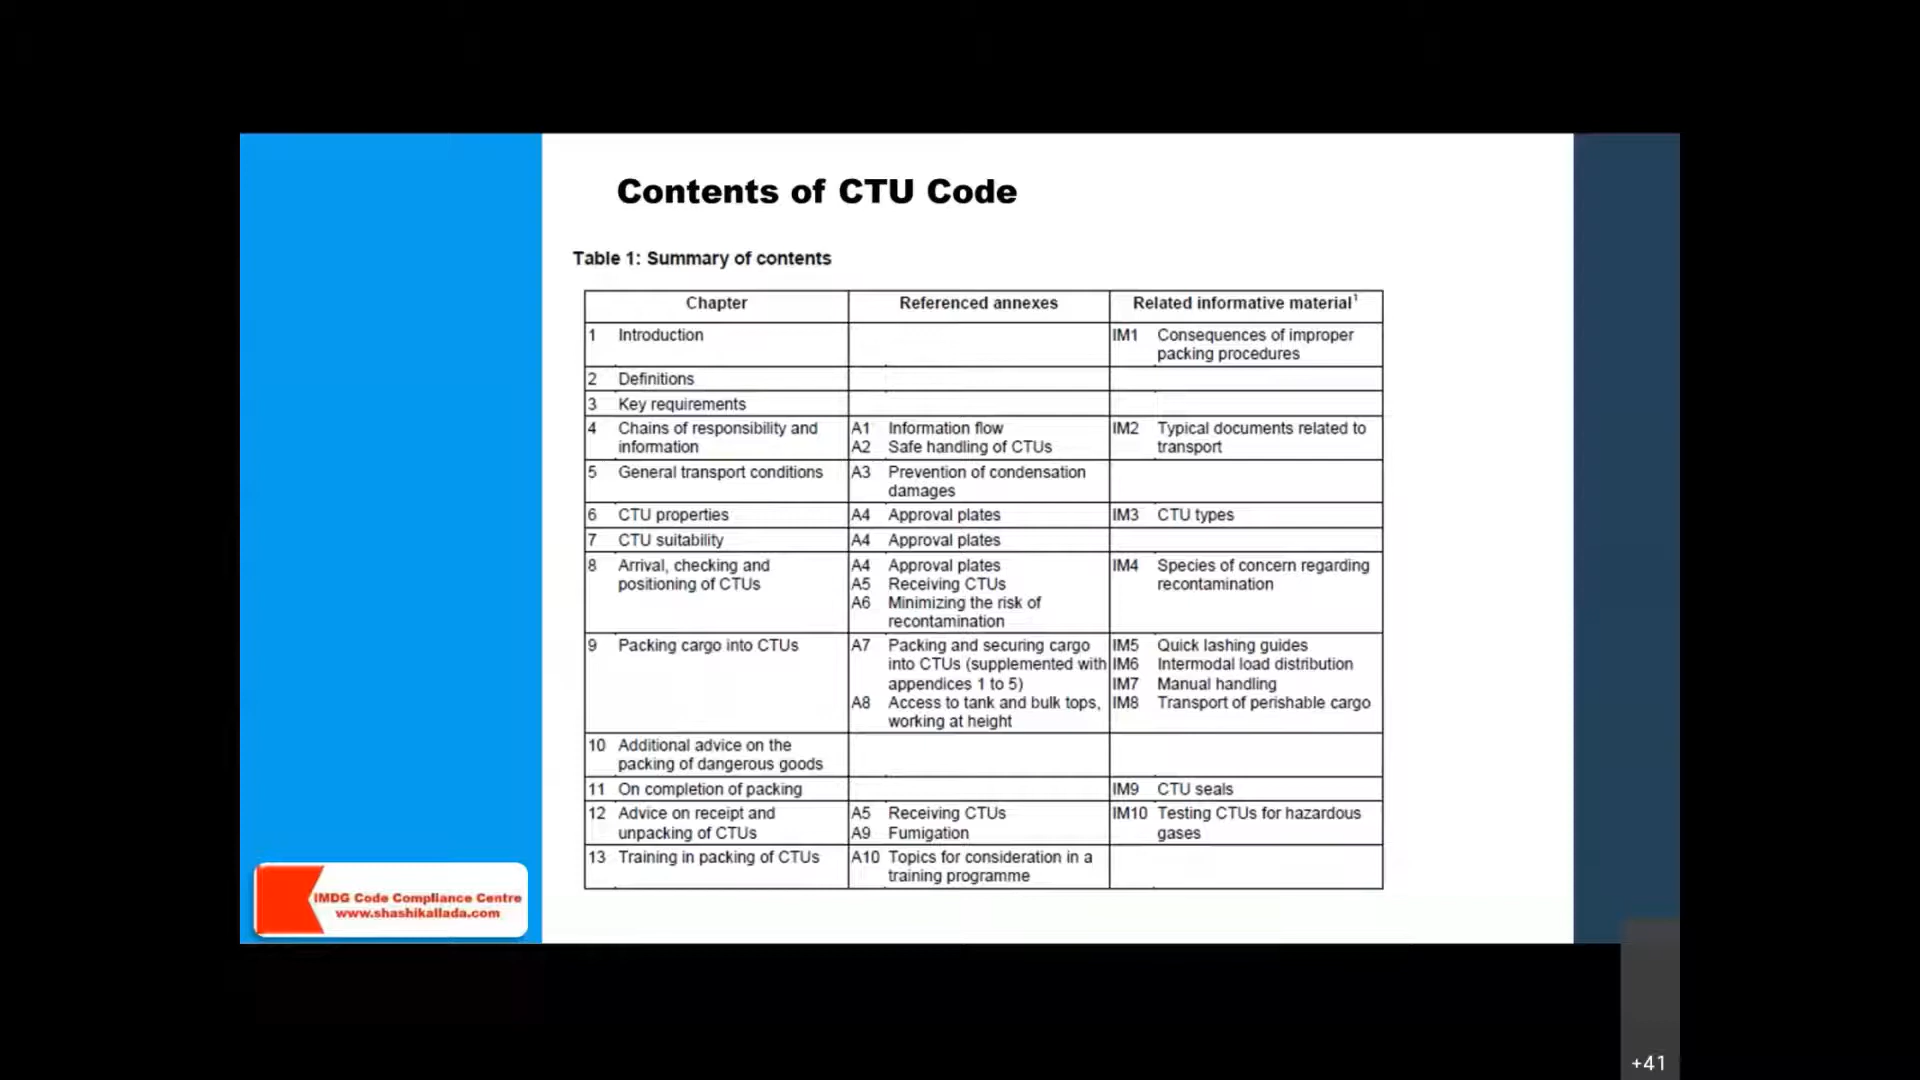 Contents of CTU Code
Table 1: Summary of contents
Chapter Referenced annexes Related informative material1
1 Introduction IM1 Consequences of improper
packing procedures
2 Definitions
3 Key requirements
4 Chains of responsibility and A1 Information flow IM2 Typical documents related to
information A2 Safe handling of CTUs transport
5 General transport conditions A3 Prevention of condensation
damages
6 CTU properties A4 Approval plates IM3 CTU types
7 CTU suitability A4 Approval plates
8 Arrival, checking and A4 Approval plates IM4 Species of concern regarding
positioning of CTUs A5 Receiving CTUs recontamination
A6 Minimizing the risk of
recontamination
9 Packing cargo into CTUs A7 Packing and securing cargo IM5 Quick lashing guides
into CTUs (supplemented with IM6 Intermodal load distribution
appendices 1 to 5) IM7 Manual handling
A8 Access to tank and bulk tops, IM8 Transport of perishable cargo
working at height
10 Additional advice on the
packing of dangerous goods
11 On completion of packing IM9 CTU seals
12 Advice on receipt and A5 Receiving CTUs IM10 Testing CTUs for hazardous
unpacking of CTUs A9 Fumigation gases
13 Training in packing of CTUs A10 Topics for consideration in a
training programme
IMDG Code Compliance Centre
www.shashikallada.com
+41